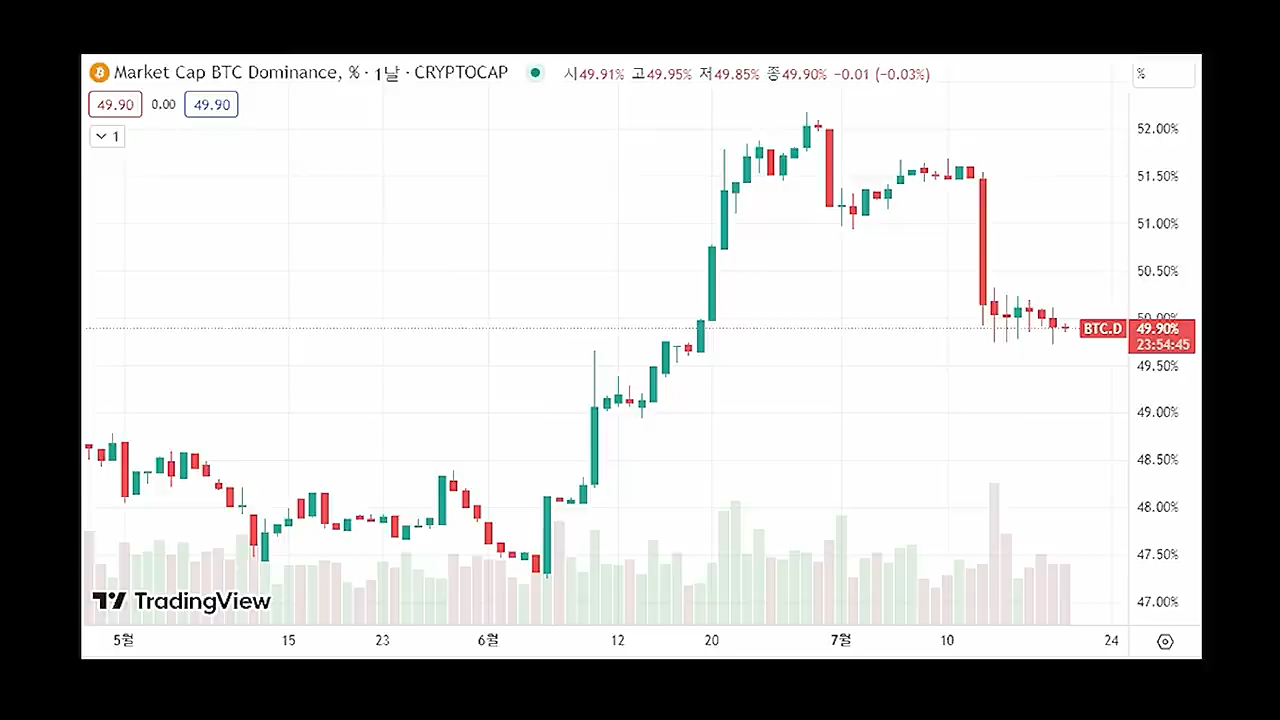 Market Cap BTC Dominance, % · 1날 · CRYPTOCAP 시49.91% 고49.95% 저49.85% 종49.90% −0.01 (−0.03%)
%
49.90 0.00 49.90
1
52.00%
51.50%
51.00%
50.50%
50.00%
BTC.D 49.90%
23:54:45
49.50%
49.00%
48.50%
48.00%
47.50%
47.00%
TradingView
5월 15 23 6월 12 20 7월 10 24